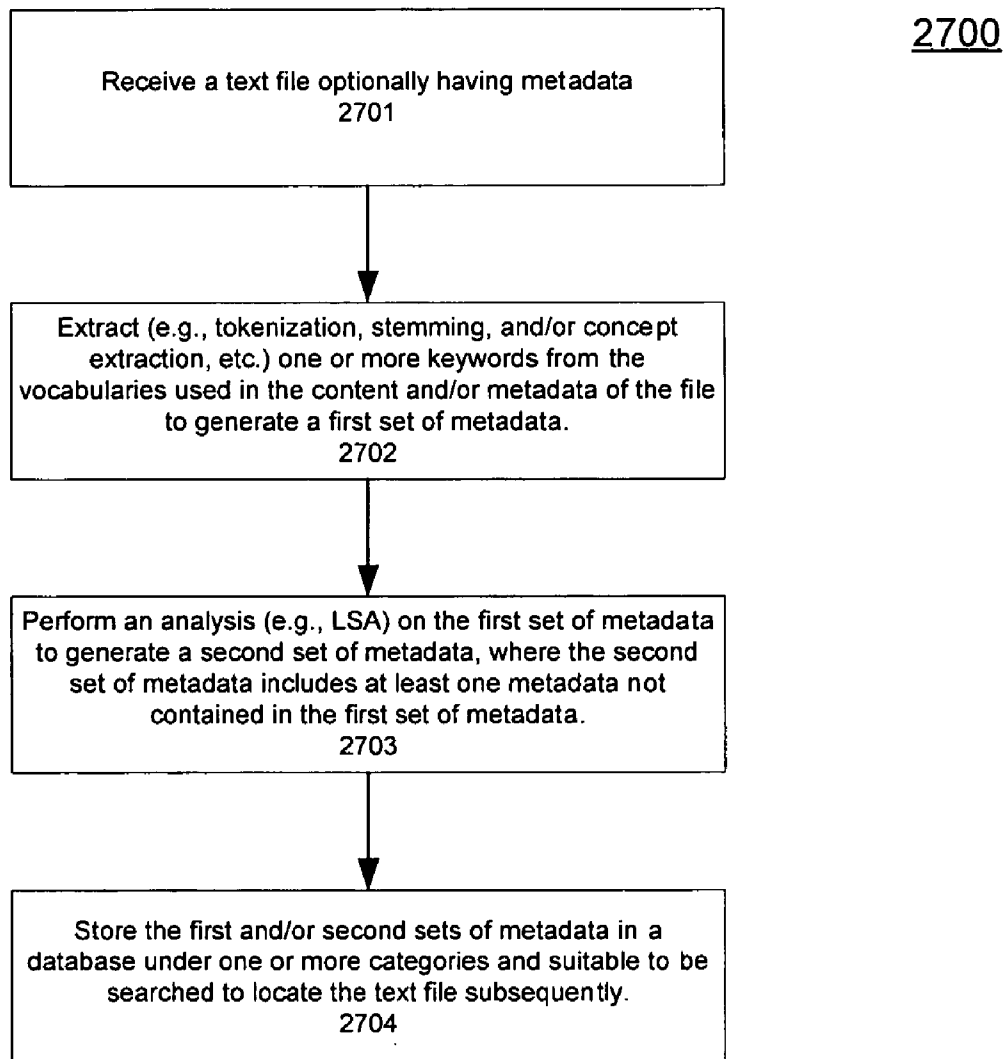 2700
Receive a text file optionally having metadata
2701
Extract (e.g., tokenization, stemming, and/or concept
extraction, etc.) one or more keywords from the
vocabularies used in the content and/or metadata of the file
to generate a first set of metadata.
2702
Perform an analysis (e.g., LSA) on the first set of metadata
to generate a second set of metadata, where the second
set of metadata includes at least one metadata not
contained in the first set of metadata.
2703
Store the first and/or second sets of metadata in a
database under one or more categories and suitable to be
searched to locate the text file subsequently.
2704